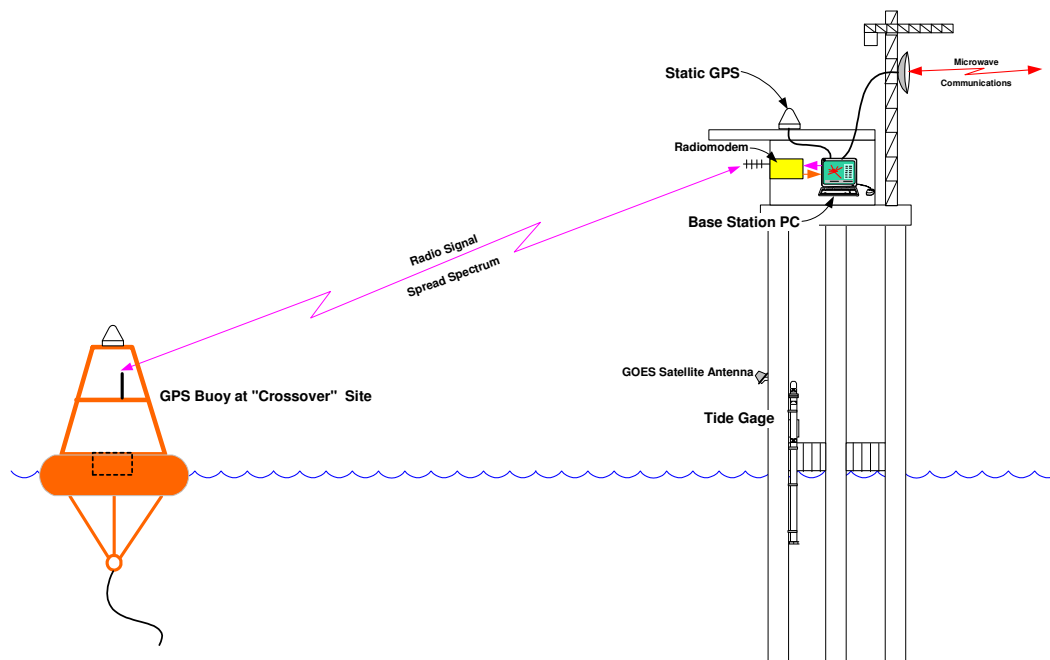 Microwave
Communications
Static GPS
Radiomodem
Base Station PC
Radio Signal
Spread Spectrum
GOES Satellite Antenna
GPS Buoy at "Crossover" Site
Tide Gage